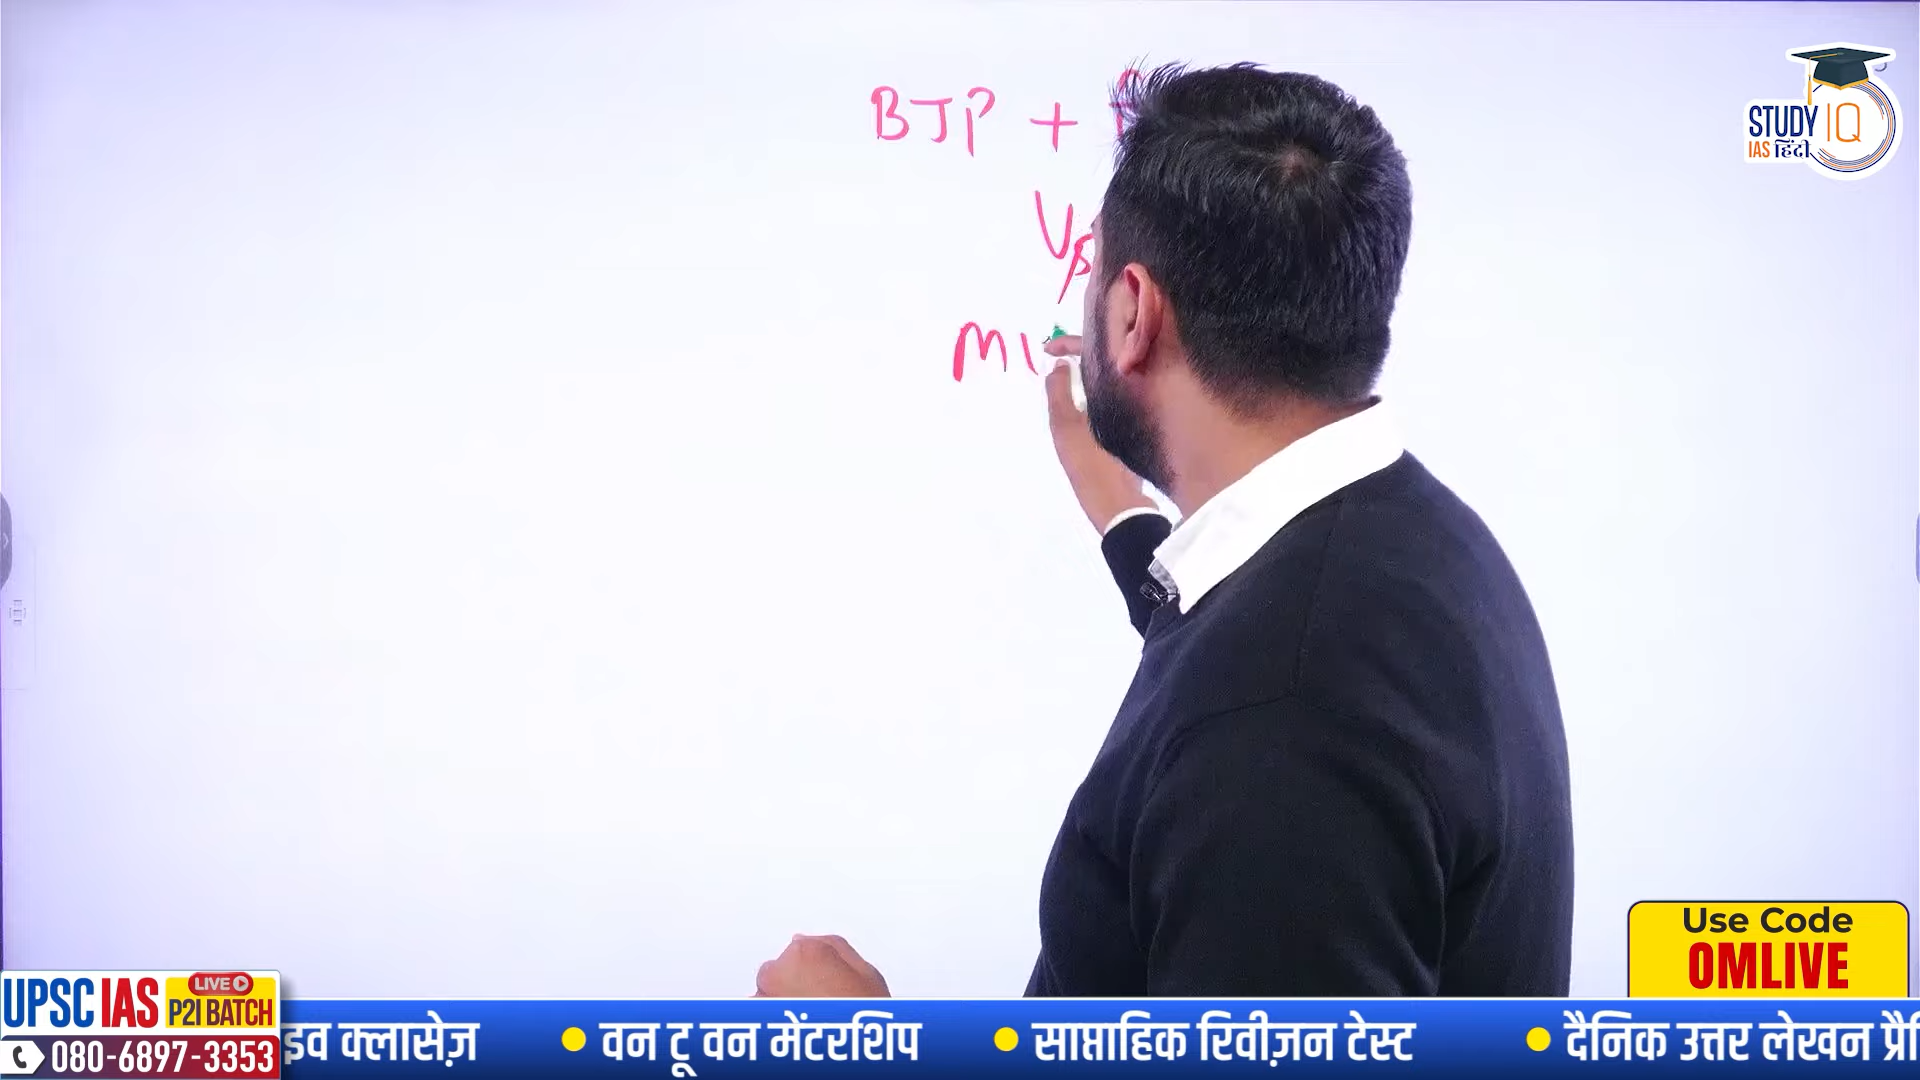 BJP +
Vs
STUDY IQ
IAS हिंदी
Use Code
OMLIVE
UPSC IAS
LIVE
P2I BATCH
080-6897-3353
क्लासेज़ • वन टू वन मेंटरशिप • साप्ताहिक रिवीज़न टेस्ट • दैनिक उत्तर लेखन